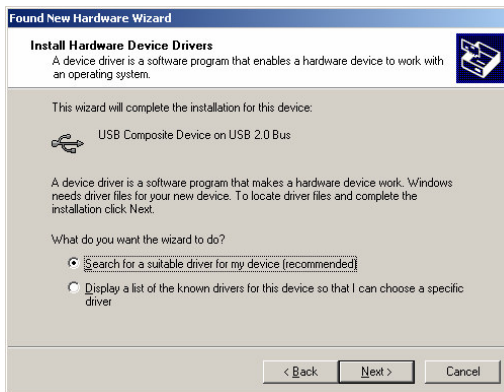 Found New Hardware Wizard
Install Hardware Device Drivers
A device driver is a software program that enables a hardware device to work with
an operating system.
This wizard will complete the installation for this device:
USB Composite Device on USB 2.0 Bus
A device driver is a software program that makes a hardware device work. Windows
needs driver files for your new device. To locate driver files and complete the
installation click Next.
What do you want the wizard to do?
Search for a suitable driver for my device (recommended)
Display a list of the known drivers for this device so that I can choose a specific
driver
< Back
Next >
Cancel